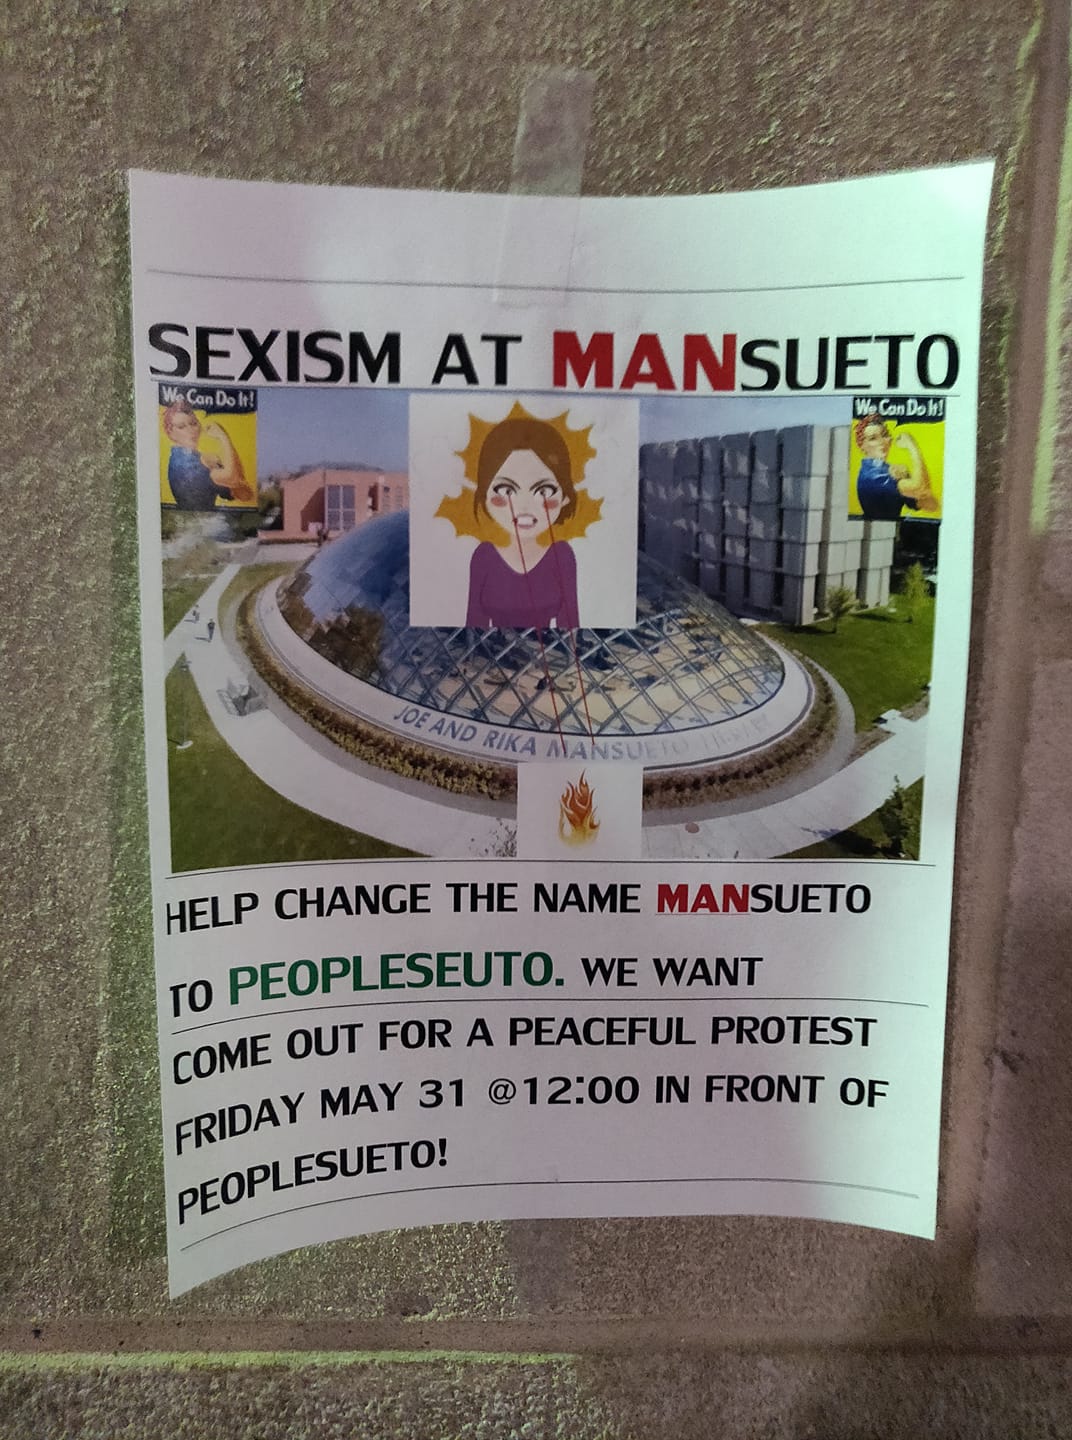 SEXISM AT MANSUETO
We Can Do It!
We Can Do It!
JOE AND RIKA MANSUETO
HELP CHANGE THE NAME MANSUETO
TO PEOPLESEUTO. WE WANT
COME OUT FOR A PEACEFUL PROTEST
FRIDAY MAY 31 @12:00 IN FRONT OF
PEOPLESUETO!